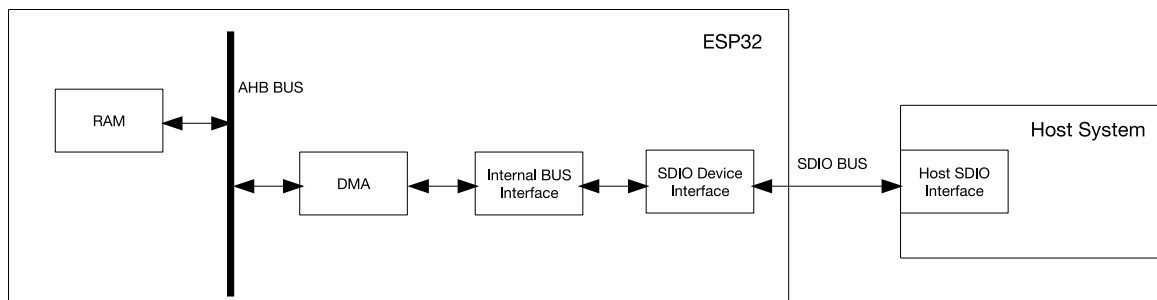 ESP32
AHB BUS
RAM
Host System
SDIO BUS
DMA
Internal BUS
Interface
SDIO Device
Interface
Host SDIO
Interface